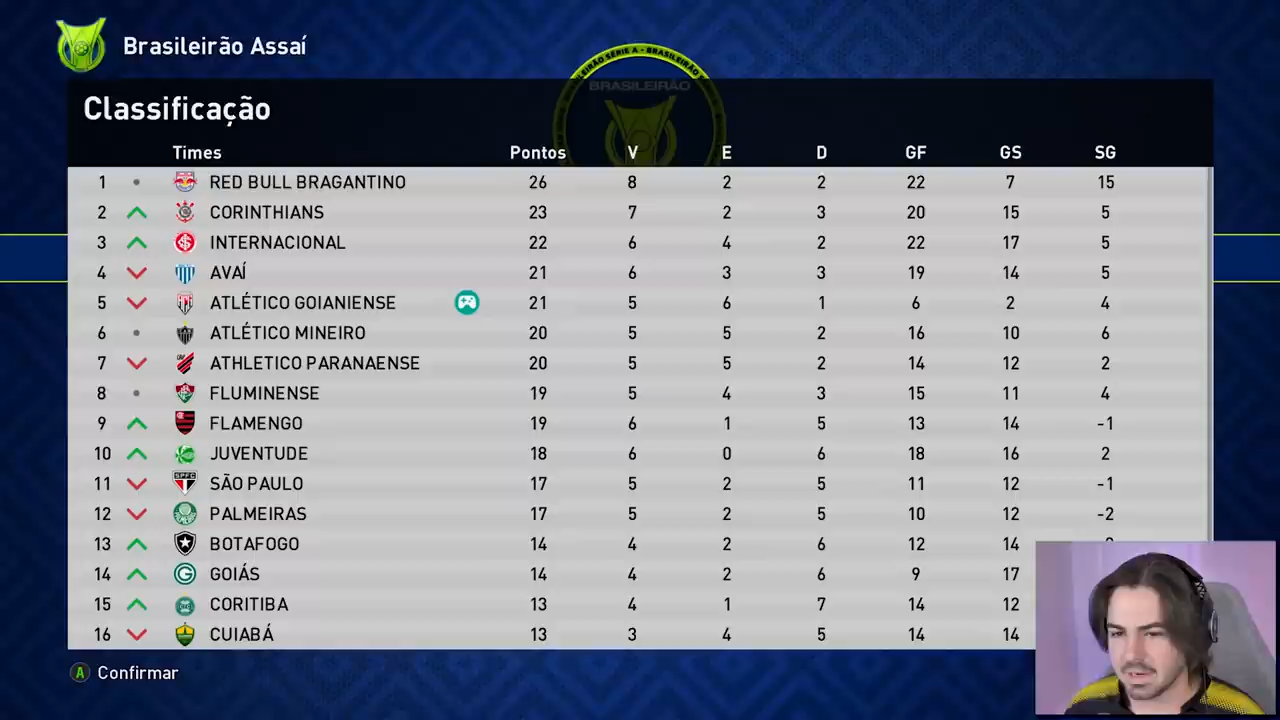 Brasileirão Assaí
BRASILEIRÃO SÉRIE A - BRASILEIRÃO
BRASILEIRÃO
Classificação
Times Pontos V E D GF GS SG
1 RED BULL BRAGANTINO 26 8 2 2 22 7 15
2 CORINTHIANS 23 7 2 3 20 15 5
3 INTERNACIONAL 22 6 4 2 22 17 5
4 AVAÍ 21 6 3 3 19 14 5
5 ATLÉTICO GOIANIENSE 21 5 6 1 6 2 4
6 ATLÉTICO MINEIRO 20 5 5 2 16 10 6
7 ATHLETICO PARANAENSE 20 5 5 2 14 12 2
8 FLUMINENSE 19 5 4 3 15 11 4
9 FLAMENGO 19 6 1 5 13 14 -1
10 JUVENTUDE 18 6 0 6 18 16 2
11 SPFC SÃO PAULO 17 5 2 5 11 12 -1
12 PALMEIRAS 17 5 2 5 10 12 -2
13 BOTAFOGO 14 4 2 6 12 14
14 GOIÁS 14 4 2 6 9 17
15 CORITIBA 13 4 1 7 14 12
16 CUIABÁ 13 3 4 5 14 14
A Confirmar